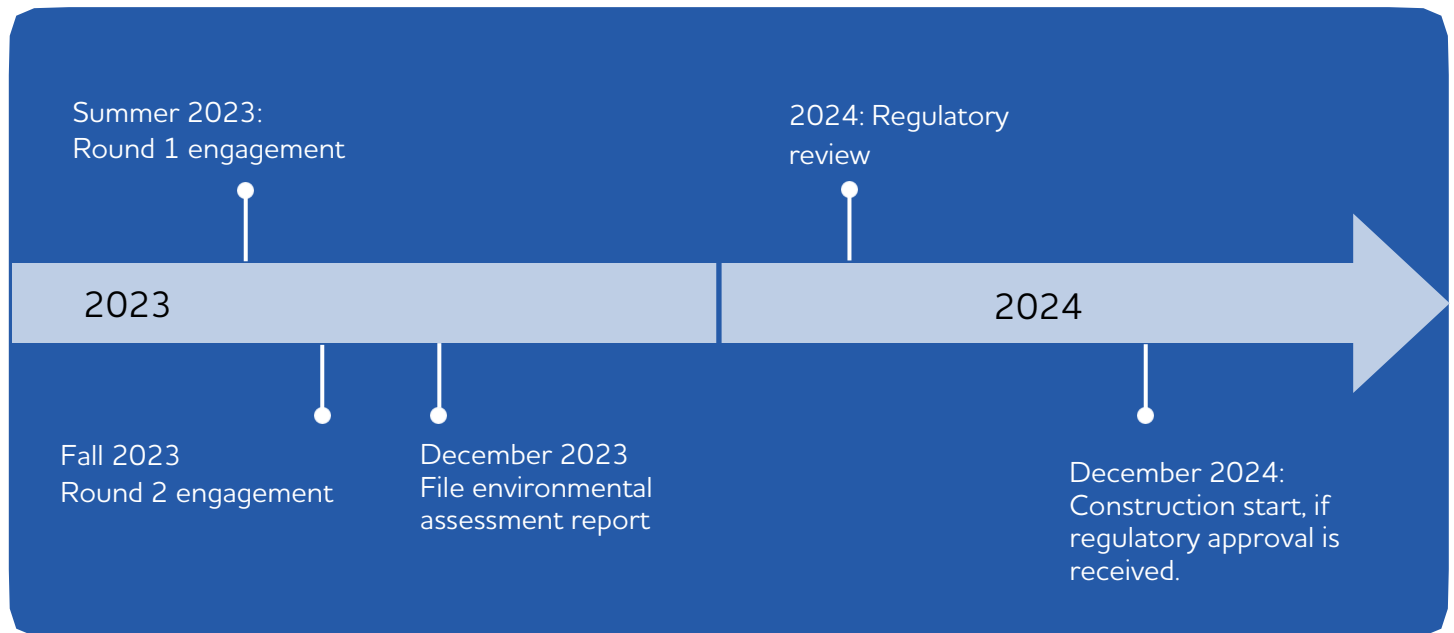 Summer 2023:
Round 1 engagement
2024: Regulatory
review
2023
2024
Fall 2023
Round 2 engagement
December 2023
File environmental
assessment report
December 2024:
Construction start, if
regulatory approval is
received.